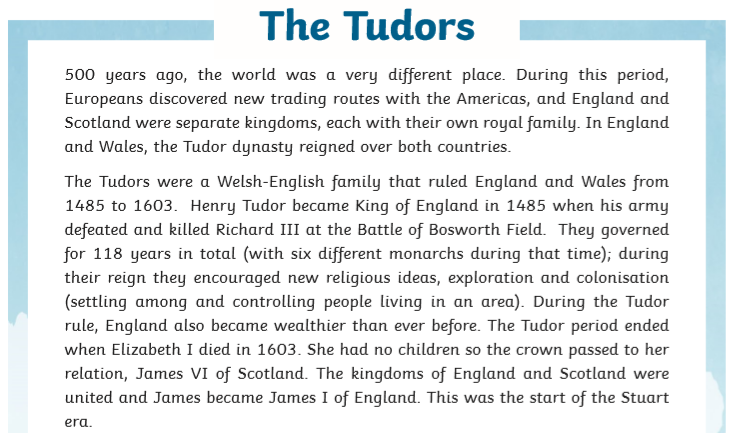 The Tudors
500 years ago, the world was a very different place. During this period,
Europeans discovered new trading routes with the Americas, and England and
Scotland were separate kingdoms, each with their own royal family. In England
and Wales, the Tudor dynasty reigned over both countries.
The Tudors were a Welsh-English family that ruled England and Wales from
1485 to 1603.  Henry Tudor became King of England in 1485 when his army
defeated and killed Richard III at the Battle of Bosworth Field.  They governed
for 118 years in total (with six different monarchs during that time); during
their reign they encouraged new religious ideas, exploration and colonisation
(settling among and controlling people living in an area). During the Tudor
rule, England also became wealthier than ever before. The Tudor period ended
when Elizabeth I died in 1603. She had no children so the crown passed to her
relation, James VI of Scotland. The kingdoms of England and Scotland were
united and James became James I of England. This was the start of the Stuart
era.